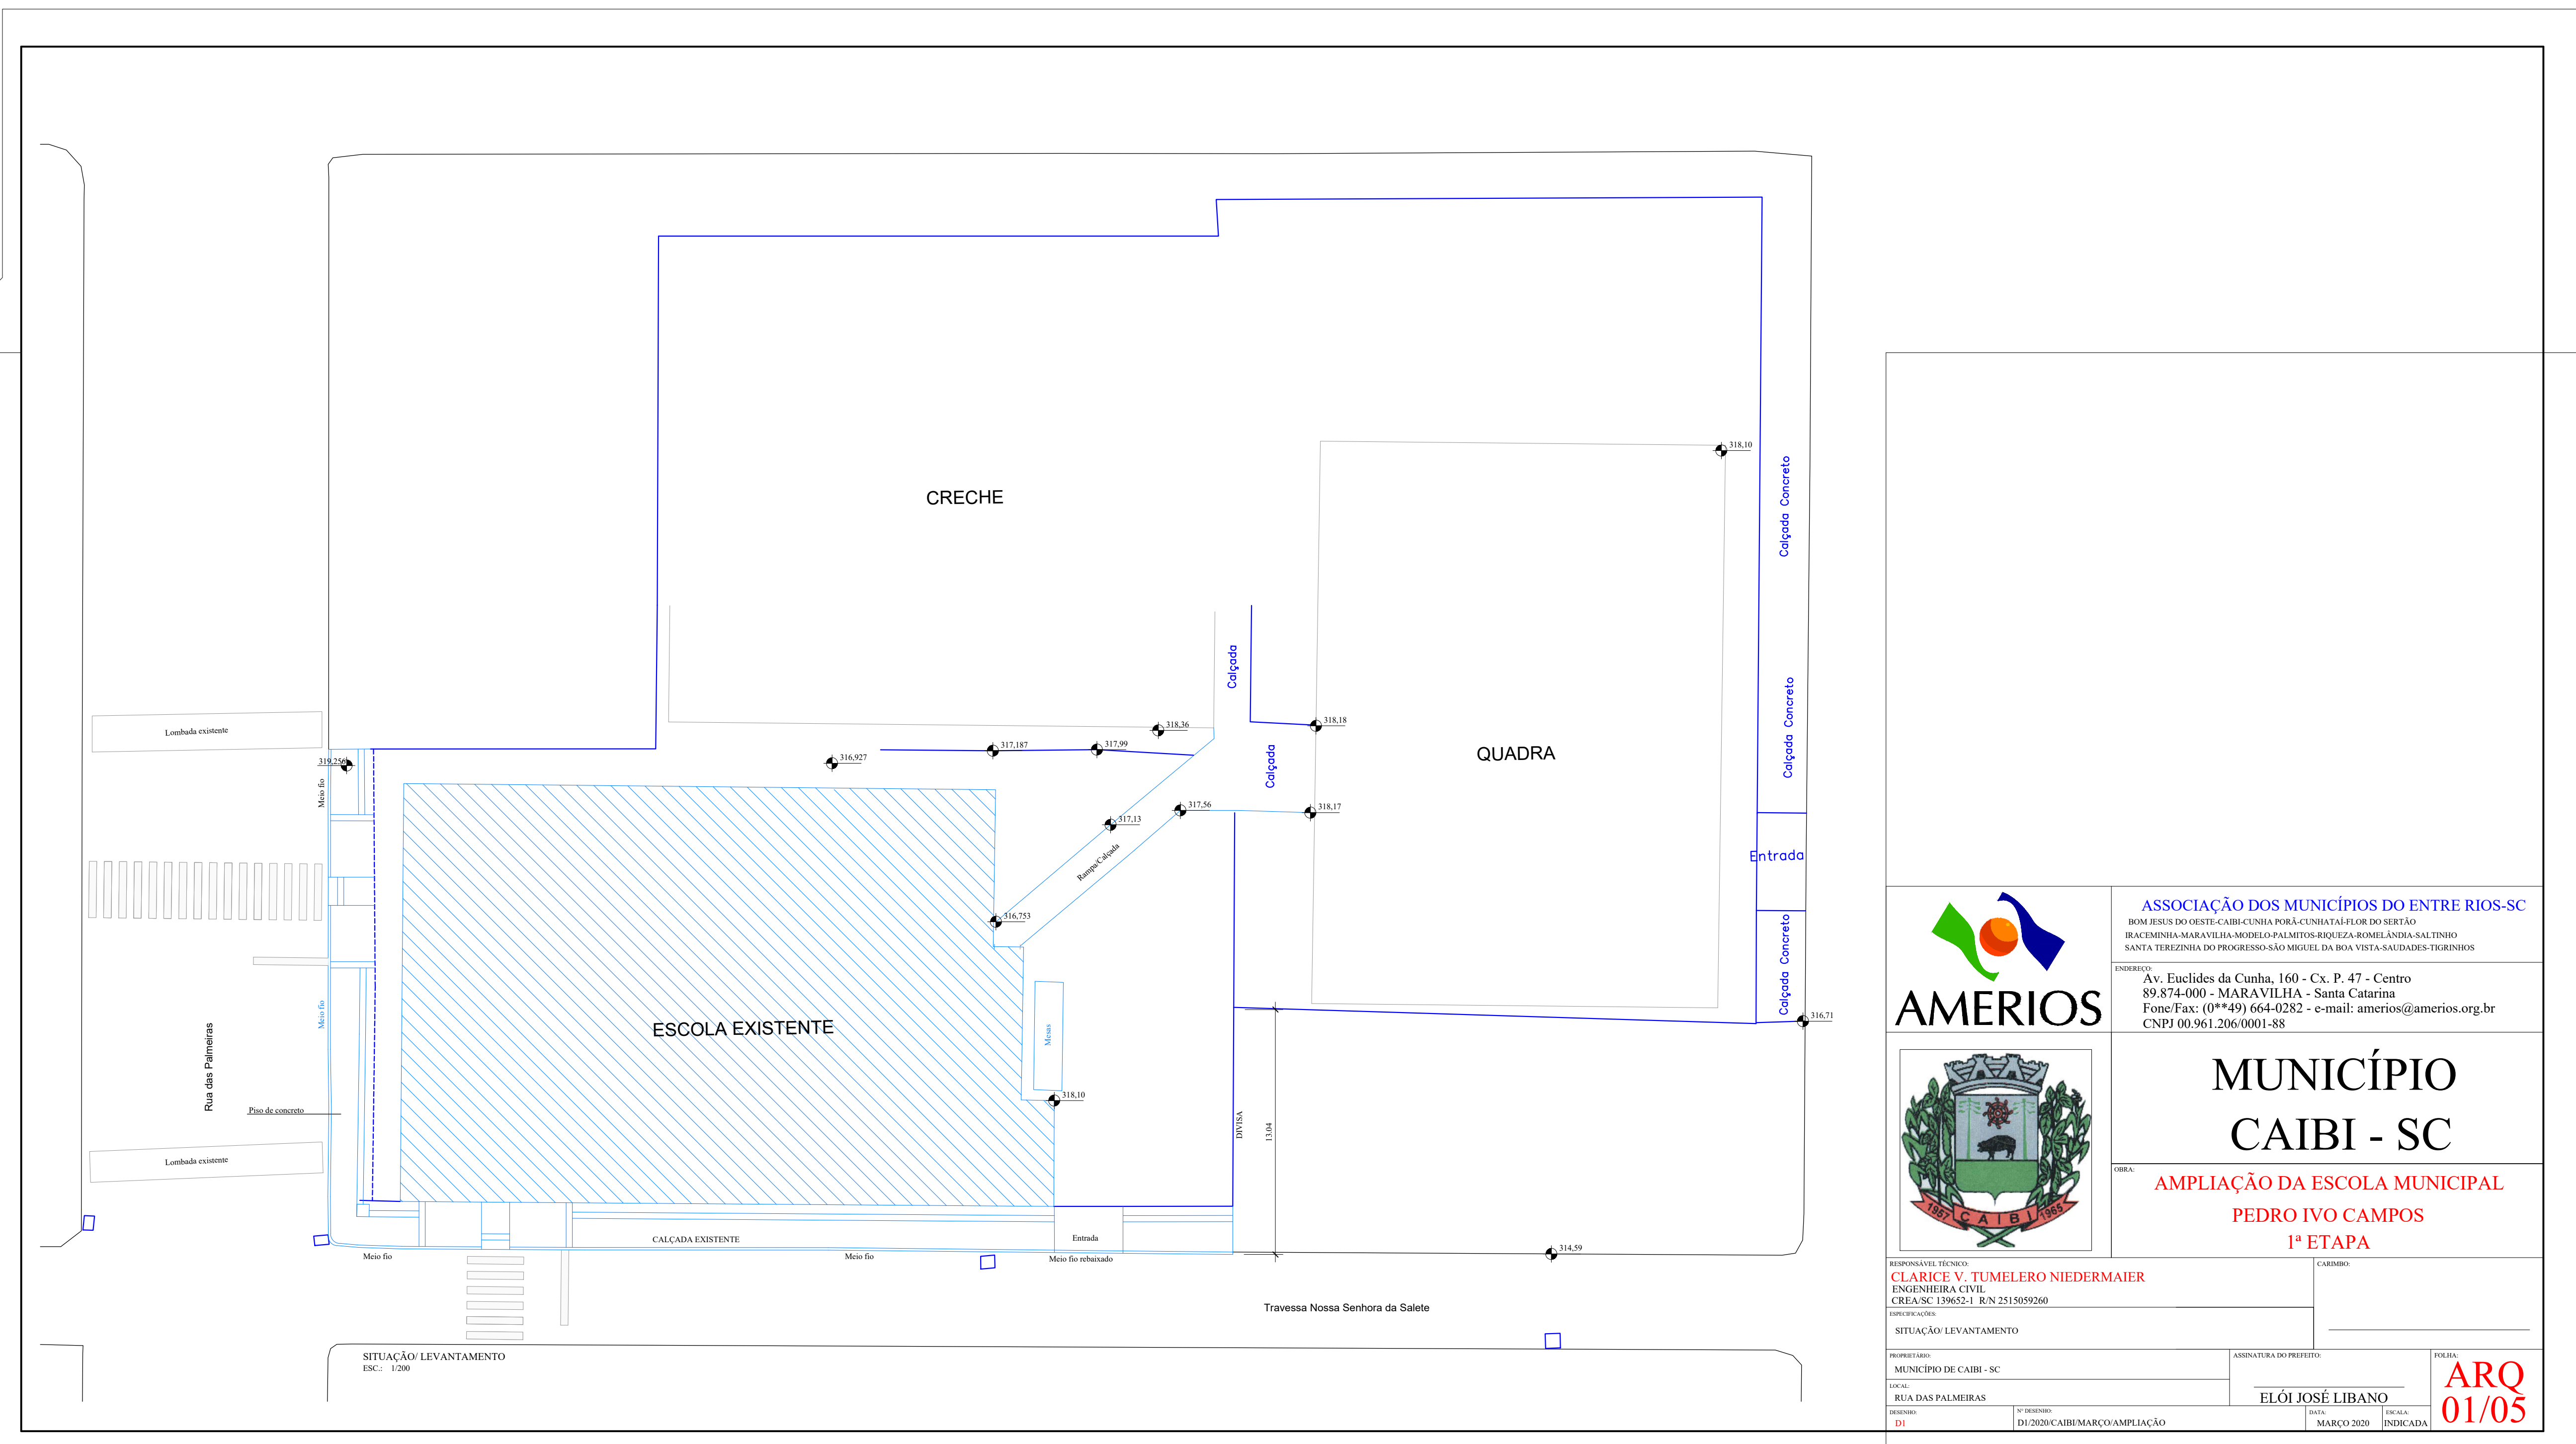 318,10
CRECHE
Calçada Concreto
Calçada
Calçada Concreto
Lombada existente
318,36
318,18
317,187
317,99
316,927
QUADRA
319,256
Meio fio
Calçada
317,56
318,17
317,13
Rampa/Calçada
Entrada
316,753
Calçada Concreto
Meio fio
ESCOLA EXISTENTE
Meses
316,71
Rua das Palmeiras
Piso de concreto
318,10
DIVISA
13.04
Lombada existente
CALÇADA EXISTENTE
Entrada
Meio fio
Meio fio
Meio fio rebaixado
314,59
Travessa Nossa Senhora da Salete
SITUAÇÃO/ LEVANTAMENTO
ESC.: 1/200
AMERIOS
ASSOCIAÇÃO DOS MUNICÍPIOS DO ENTRE RIOS-SC
BOM JESUS DO OESTE-CAIBI-CUNHA PORÃ-CUNHATAÍ-FLOR DO SERTÃO
IRACEMINHA-MARAVILHA-MODELO-PALMITOS-RIQUEZA-ROMELÂNDIA-SALTINHO
SANTA TEREZINHA DO PROGRESSO-SÃO MIGUEL DA BOA VISTA-SAUDADES-TIGRINHOS
ENDEREÇO:
Av. Euclides da Cunha, 160 - Cx. P. 47 - Centro
89.874-000 - MARAVILHA - Santa Catarina
Fone/Fax: (0**49) 664-0282 - e-mail: amerios@amerios.org.br
CNPJ 00.961.206/0001-88
1957 CAIBI 1965
MUNICÍPIO
CAIBI - SC
OBRA:
AMPLIAÇÃO DA ESCOLA MUNICIPAL
PEDRO IVO CAMPOS
1ª ETAPA
RESPONSÁVEL TÉCNICO:
CLARICE V. TUMELERO NIEDERMAIER
ENGENHEIRA CIVIL
CREA/SC 139652-1 R/N 2515059260
CARIMBO:
ESPECIFICAÇÕES:
SITUAÇÃO/ LEVANTAMENTO
PROPRIETÁRIO:
MUNICÍPIO DE CAIBI - SC
ASSINATURA DO PREFEITO:
ELÓI JOSÉ LIBANO
FOLHA:
ARQ
01/05
LOCAL:
RUA DAS PALMEIRAS
DESENHO:
D1
Nº DESENHO:
D1/2020/CAIBI/MARÇO/AMPLIAÇÃO
DATA:
MARÇO 2020
ESCALA:
INDICADA